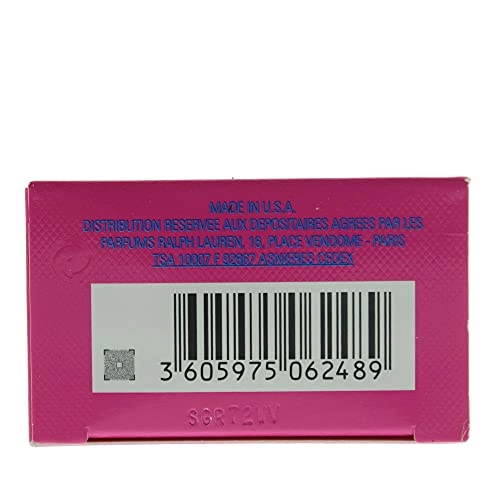 MADE IN U.S.A.
DISTRIBUTION RESERVEE AUX DEPOSITAIRES AGREES PAR LES
PARFUMS RALPH LAUREN, 16, PLACE VENDOME - PARIS
TSA 10007 F 92667 ASNIERES CEDEX
3 605975 062489